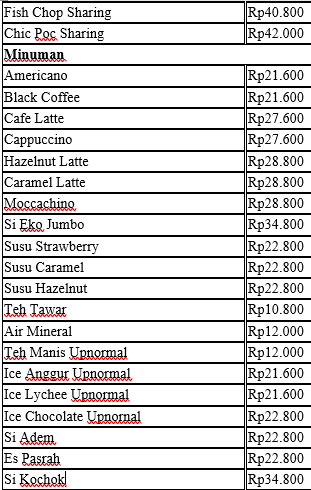 Fish Chop Sharing Rp40.800
Chic Poc Sharing Rp42.000
Minuman
Americano Rp21.600
Black Coffee Rp21.600
Cafe Latte Rp27.600
Cappuccino Rp27.600
Hazelnut Latte Rp28.800
Caramel Latte Rp28.800
Moccachino Rp28.800
Si Eko Jumbo Rp34.800
Susu Strawberry Rp22.800
Susu Caramel Rp22.800
Susu Hazelnut Rp22.800
Teh Tawar Rp10.800
Air Mineral Rp12.000
Teh Manis Upnormal Rp12.000
Ice Anggur Upnormal Rp21.600
Ice Lychee Upnormal Rp21.600
Ice Chocolate Upnornal Rp22.800
Si Adem Rp22.800
Es Pasrah Rp22.800
Si Kochok Rp34.800